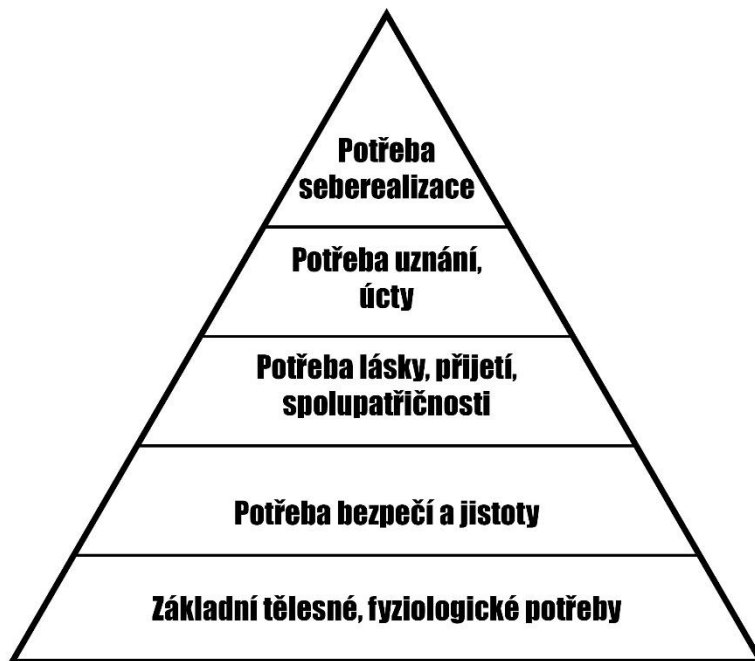 Potřeba
seberealizace
Potřeba uznání,
úcty
Potřeba lásky, přijetí,
spolupatřičnosti
Potřeba bezpečí a jistoty
Základní tělesné, fyziologické potřeby